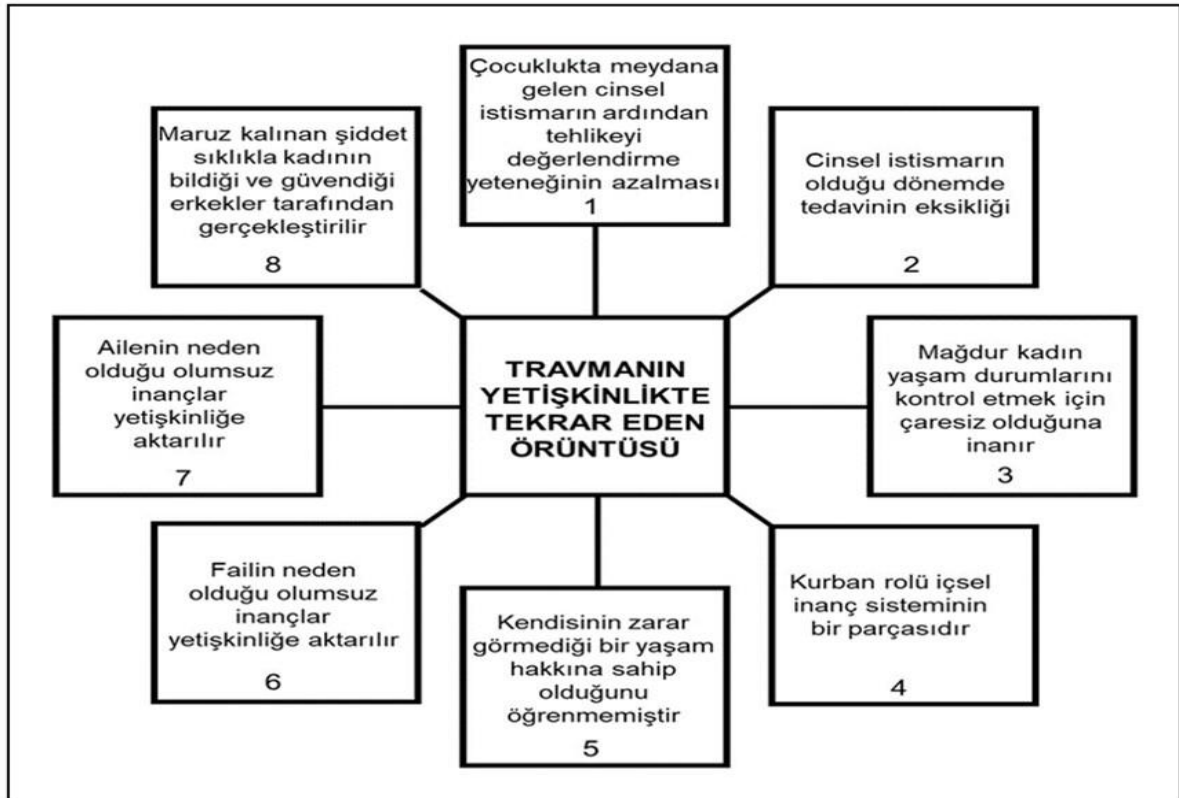 Çocuklukta meydana
gelen cinsel
istismarın ardından
tehlikeyi
değerlendirme
yeteneğinin azalması
1
Cinsel istismarın
olduğu dönemde
tedavinin eksikliği
2
Mağdur kadın
yaşam durumlarını
kontrol etmek için
çaresiz olduğuna
inanır
3
Kurban rolü içsel
inanç sisteminin
bir parçasıdır
4
Kendisinin zarar
görmediği bir yaşam
hakkına sahip
olduğunu
öğrenmemiştir
5
Failin neden
olduğu olumsuz
inançlar
yetişkinliğe aktarılır
6
Ailenin neden
olduğu olumsuz
inançlar
yetişkinliğe
aktarılır
7
Maruz kalınan şiddet
sıklıkla kadının
bildiği ve güvendiği
erkekler tarafından
gerçekleştirilir
8
TRAVMANIN
YETİŞKİNLİKTE
TEKRAR EDEN
ÖRÜNTÜSÜ